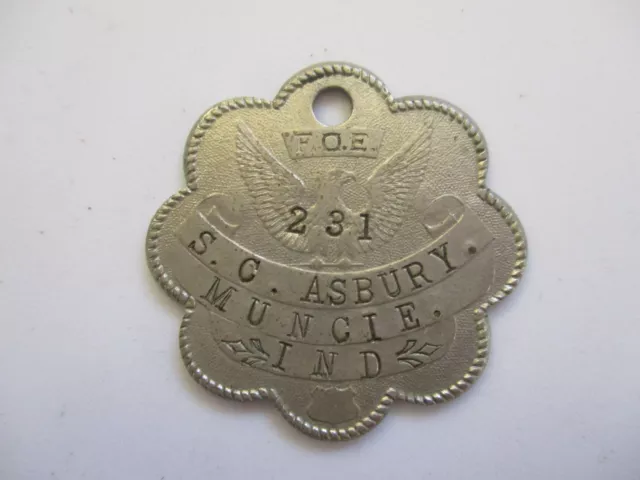 F.O.E.
231
S. C. ASBURY.
MUNCIE.
IND